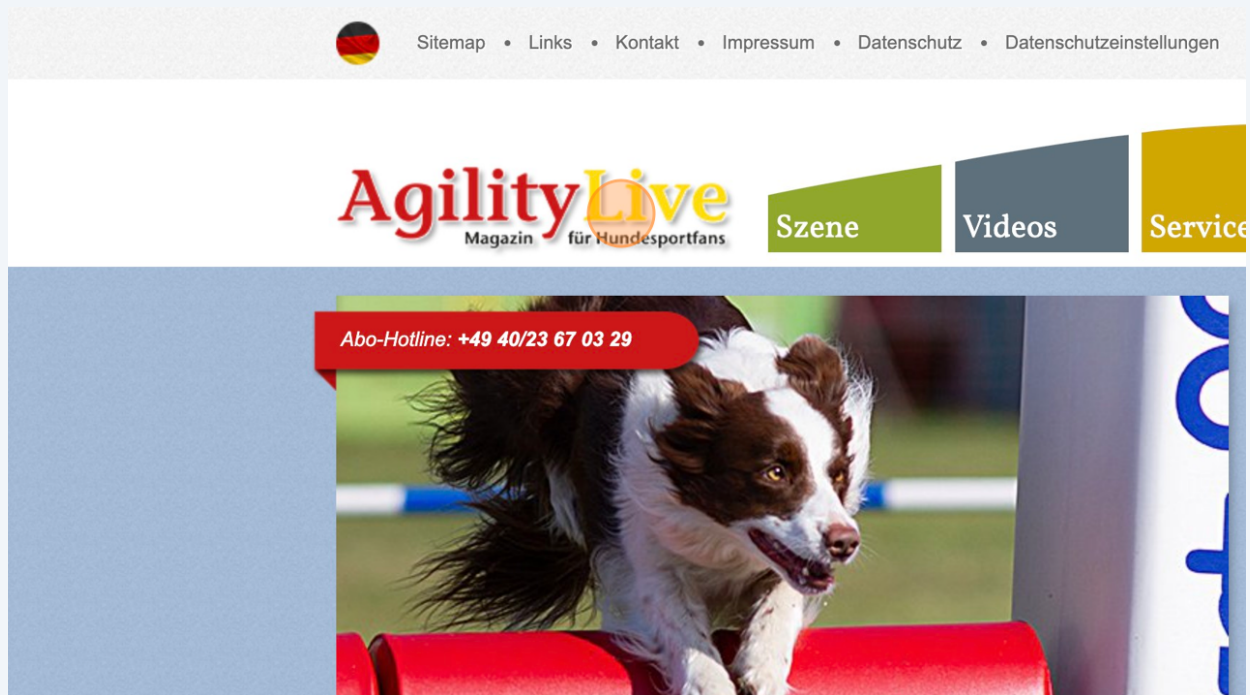 Sitemap • Links • Kontakt • Impressum • Datenschutz • Datenschutzeinstellungen
AgilityLive
Magazin für Hundesportfans
Szene Videos Service
Abo-Hotline: +49 40/23 67 03 29